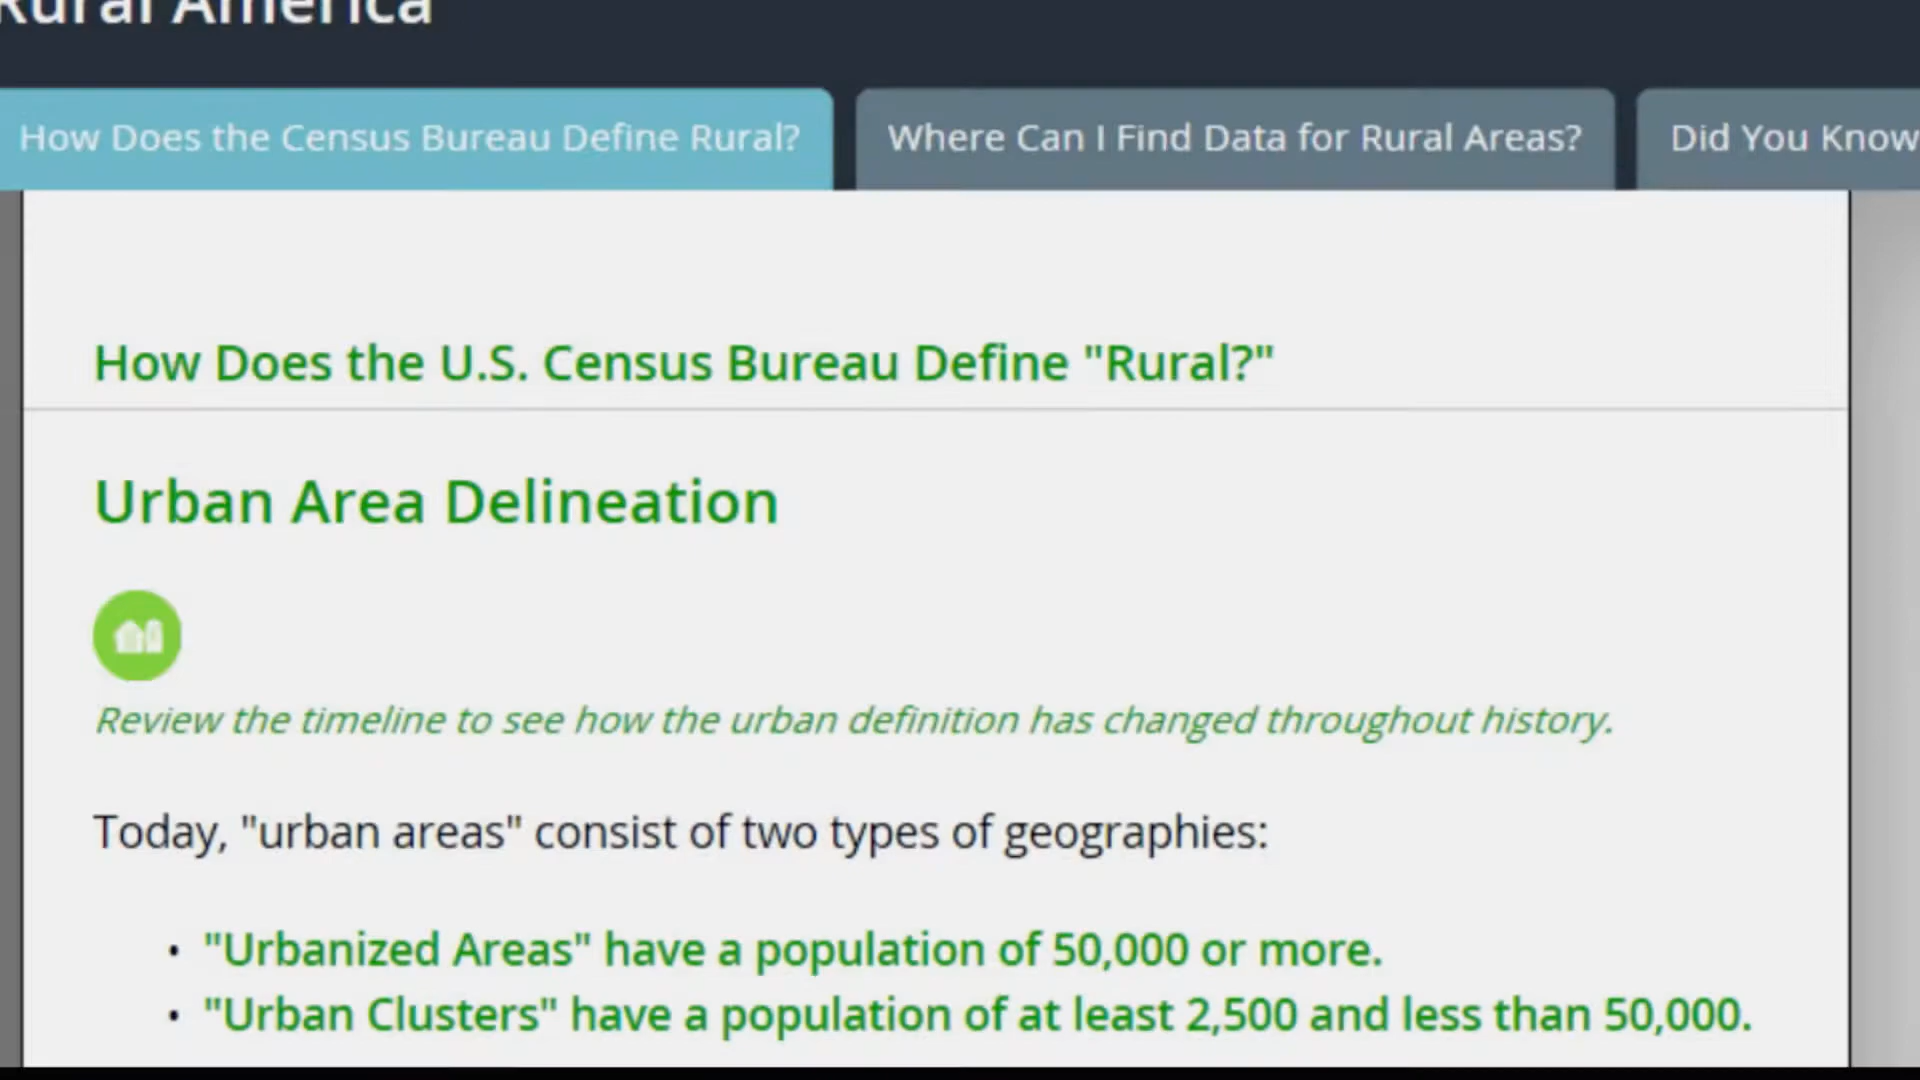 Rural America
How Does the Census Bureau Define Rural?
Where Can I Find Data for Rural Areas?
Did You Know
How Does the U.S. Census Bureau Define "Rural?"
Urban Area Delineation
Review the timeline to see how the urban definition has changed throughout history.
Today, "urban areas" consist of two types of geographies:
• "Urbanized Areas" have a population of 50,000 or more.
• "Urban Clusters" have a population of at least 2,500 and less than 50,000.